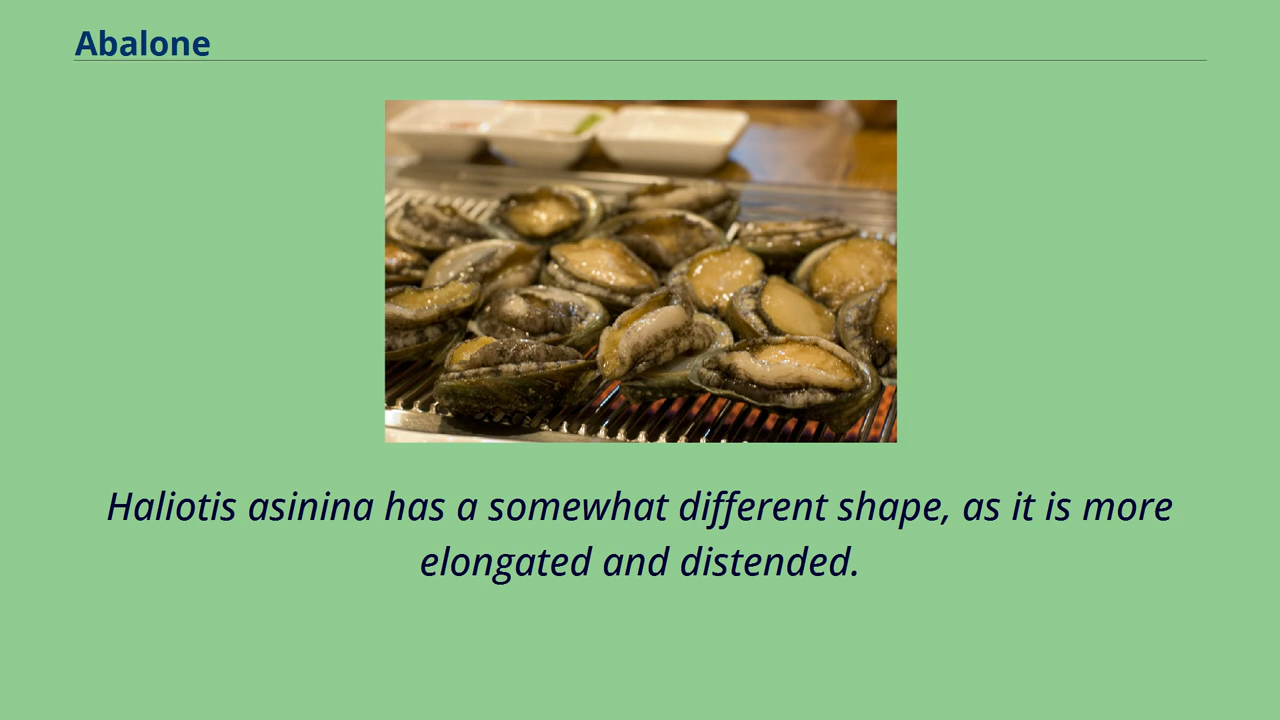 Abalone
Haliotis asinina has a somewhat different shape, as it is more
elongated and distended.